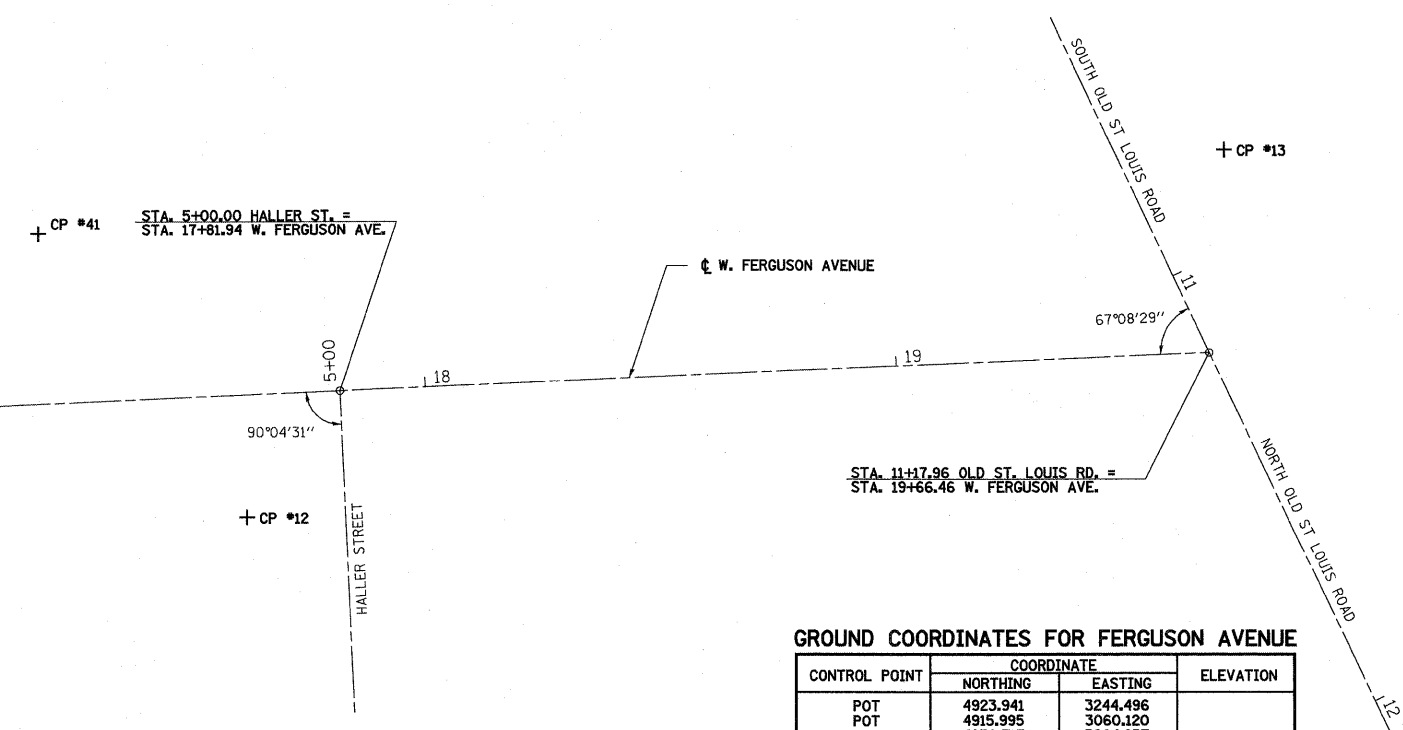 SOUTH OLD ST LOUIS ROAD
CP #13
CP #41
STA. 5+00.00 HALLER ST. =
STA. 17+81.94 W. FERGUSON AVE.
℄ W. FERGUSON AVENUE
11
67°08'29"
5+00
18
19
90°04'31"
STA. 11+17.96 OLD ST. LOUIS RD. =
STA. 19+66.46 W. FERGUSON AVE.
CP #12
HALLER STREET
NORTH OLD ST LOUIS ROAD
GROUND COORDINATES FOR FERGUSON AVENUE
CONTROL POINT COORDINATE ELEVATION
NORTHING EASTING
POT 4923.941 3244.496
POT 4915.995 3060.120
12